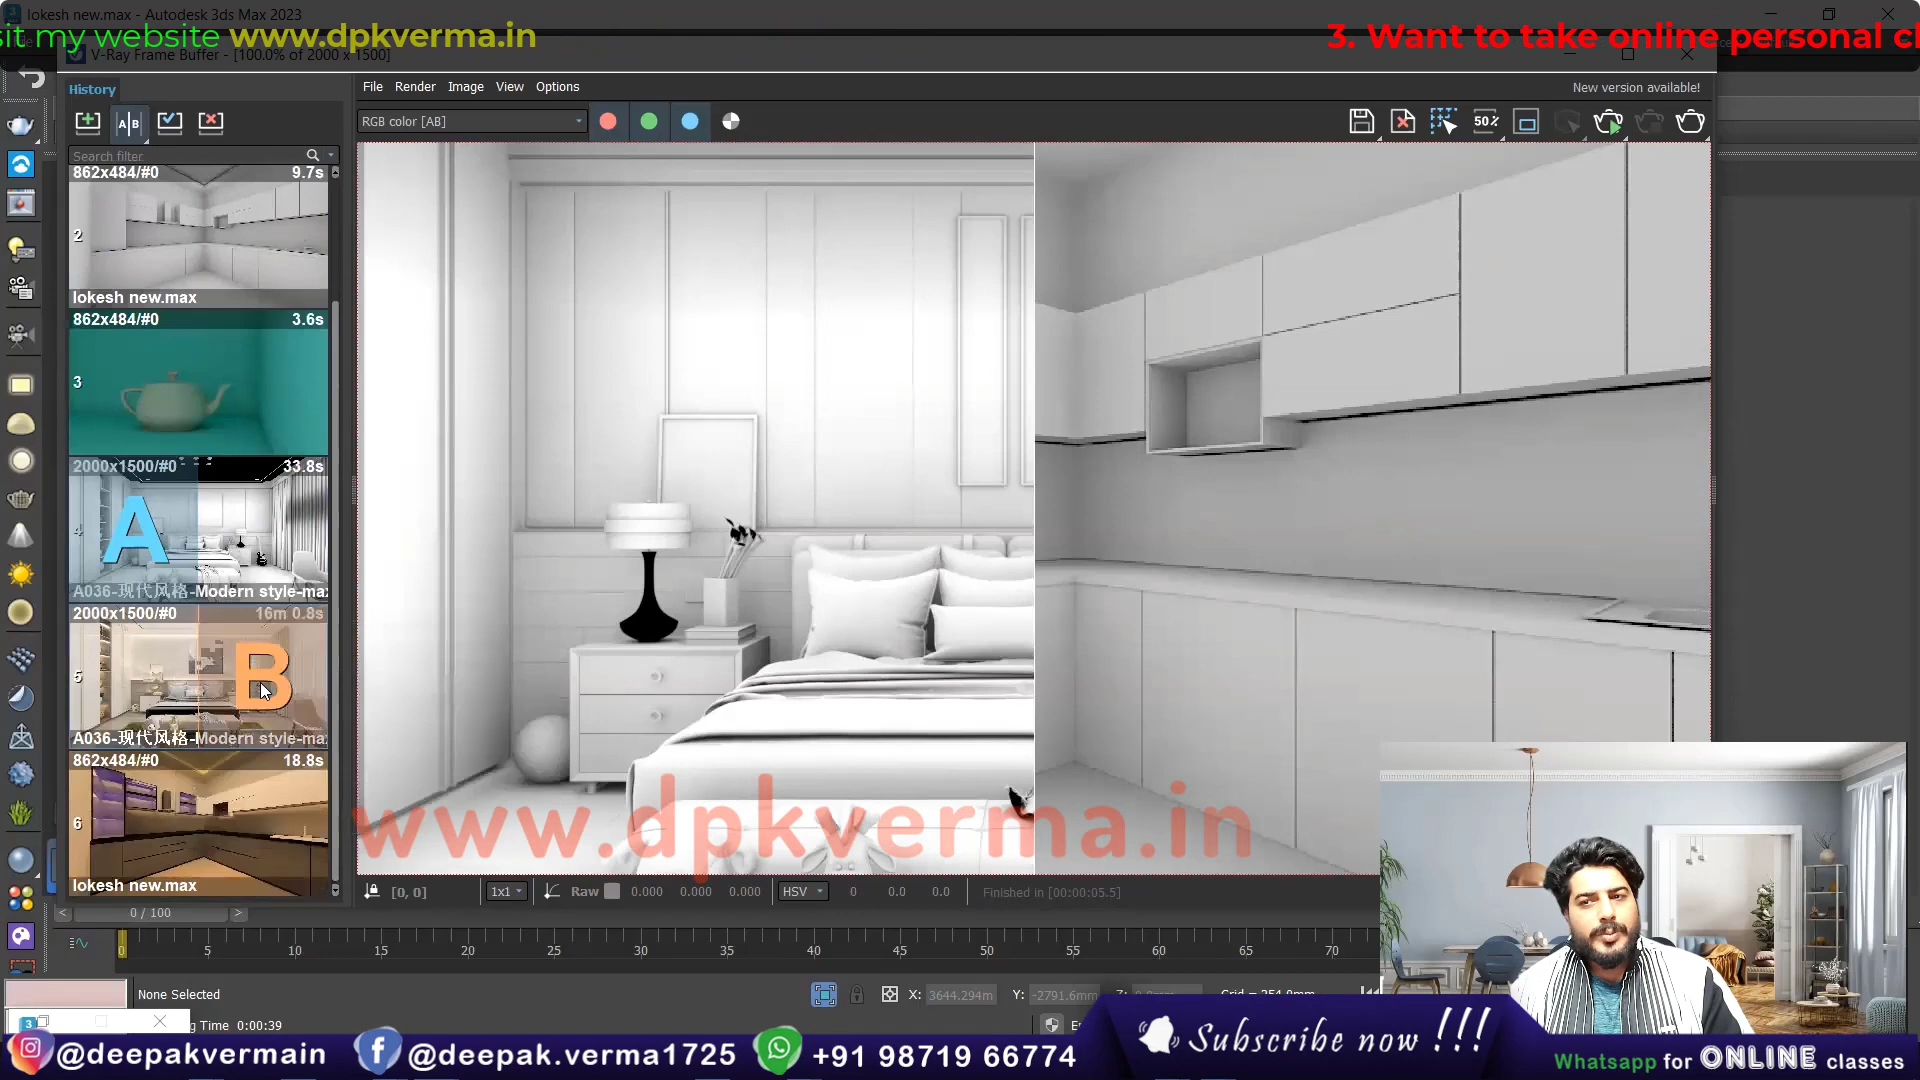 lokesh new.max - Autodesk 3ds Max 2023
sit my website www.dpkverma.in
3. Want to take online personal cl
V-Ray Frame Buffer - [100.0% of 2000 x 1500]
History
File Render Image View Options
New version available!
A|B
RGB color [AB]
50%
Search filter
862x484/#0 9.7s
2
lokesh new.max
862x484/#0 3.6s
3
2000x1500/#0 33.8s
A
4
A036-现代风格-Modern style-ma
2000x1500/#0 16m 0.8s
B
5
A036-现代风格-Modern style-ma
862x484/#0 18.8s
6
lokesh new.max
www.dpkverma.in
[0, 0] 1x1 Raw 0.000 0.000 0.000 HSV 0 0.0 0.0 Finished in [00:00:05.5]
< 0 / 100 >
0 5 10 15 20 25 30 35 40 45 50 55 60 65 70
None Selected
X: 3644.294m Y: -2791.6mm Z: Grid = 254.0mm
g Time 0:00:39
@deepakvermain
@deepak.verma1725
+91 98719 66774
Subscribe now !!!
Whatsapp for ONLINE classes